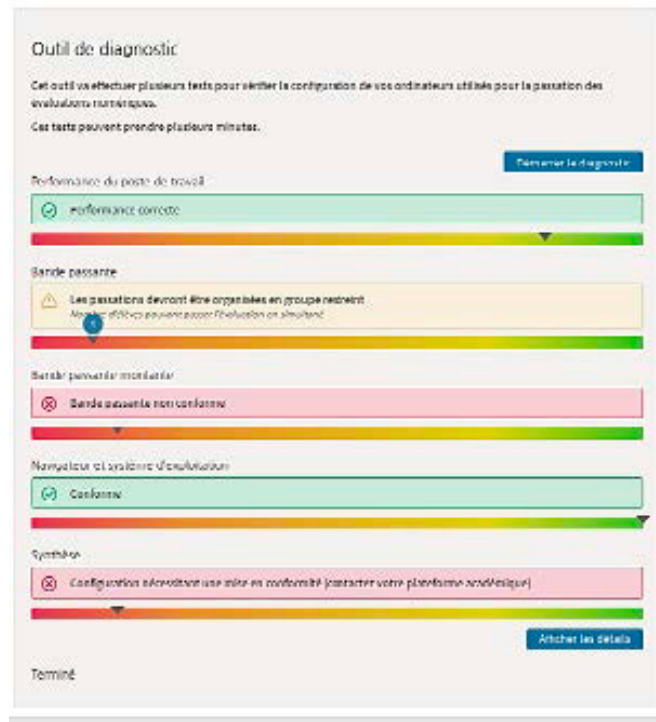 Outil de diagnostic
Cet outil va effectuer plusieurs tests pour vérifier la configuration de vos ordinateurs utilisés pour la passation des
évaluations numériques.
Ces tests peuvent prendre plusieurs minutes.
Démarrer le diagnostic
Performance du poste de travail
Performance correcte
Bande passante
Les passations devront être organisées en groupe restreint
Nombre d'élèves pouvant passer l'évaluation en simultané
Bande passante montante
Bande passante non conforme
Navigateur et système d'exploitation
Conforme
Synthèse
Configuration nécessitant une mise en conformité (contacter votre plateforme académique)
Afficher les détails
Terminé